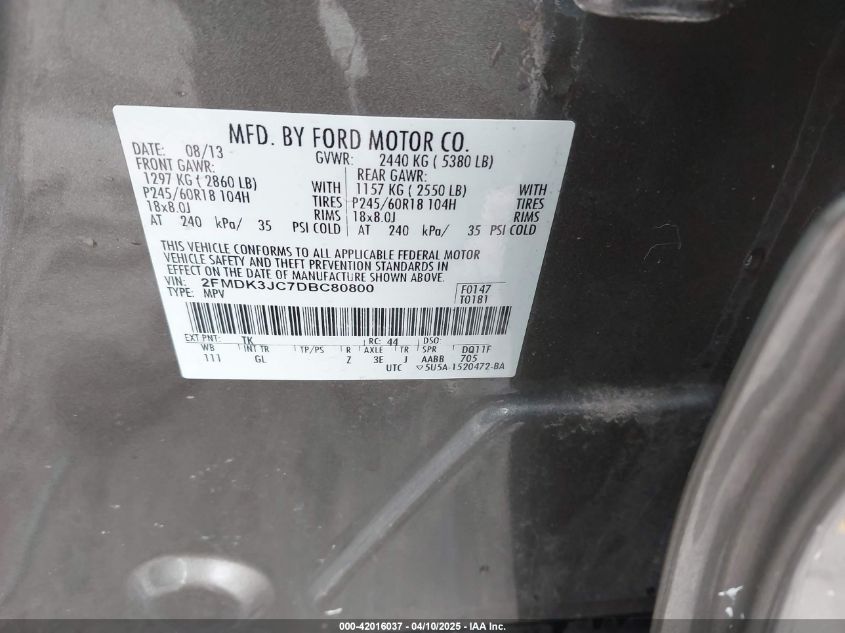 MFD. BY FORD MOTOR CO.
DATE: 08/13 GVWR: 2440 KG ( 5380 LB)
FRONT GAWR: REAR GAWR:
1297 KG ( 2860 LB) WITH 1157 KG ( 2550 LB) WITH
P245/60R18 104H TIRES P245/60R18 104H TIRES
18x8.0J RIMS 18x8.0J RIMS
AT 240 kPa/ 35 PSI COLD AT 240 kPa/ 35 PSI COLD
THIS VEHICLE CONFORMS TO ALL APPLICABLE FEDERAL MOTOR
VEHICLE SAFETY AND THEFT PREVENTION STANDARDS IN
EFFECT ON THE DATE OF MANUFACTURE SHOWN ABOVE.
VIN: 2FMDK3JC7DBC80800 F0147
TYPE: MPV T0181
EXT PNT: TK RC: 44 DSO:
WB INT TR TP/PS R AXLE TR SPR DQ11F
111 GL Z 3E J AABB 705
UTC ▽5U5A-1520472-BA
000-42016037 - 04/10/2025 - IAA Inc.